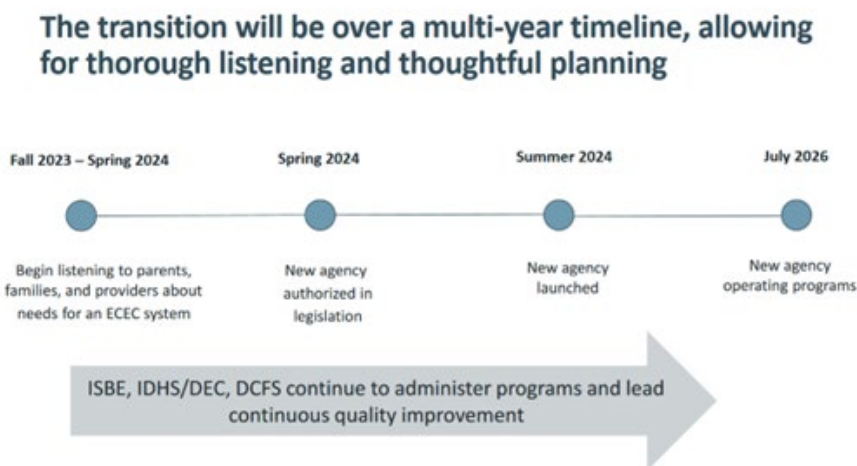 The transition will be over a multi-year timeline, allowing
for thorough listening and thoughtful planning
Fall 2023 – Spring 2024
Begin listening to parents,
families, and providers about
needs for an ECEC system
Spring 2024
New agency
authorized in
legislation
Summer 2024
New agency
launched
July 2026
New agency
operating programs
ISBE, IDHS/DEC, DCFS continue to administer programs and lead
continuous quality improvement